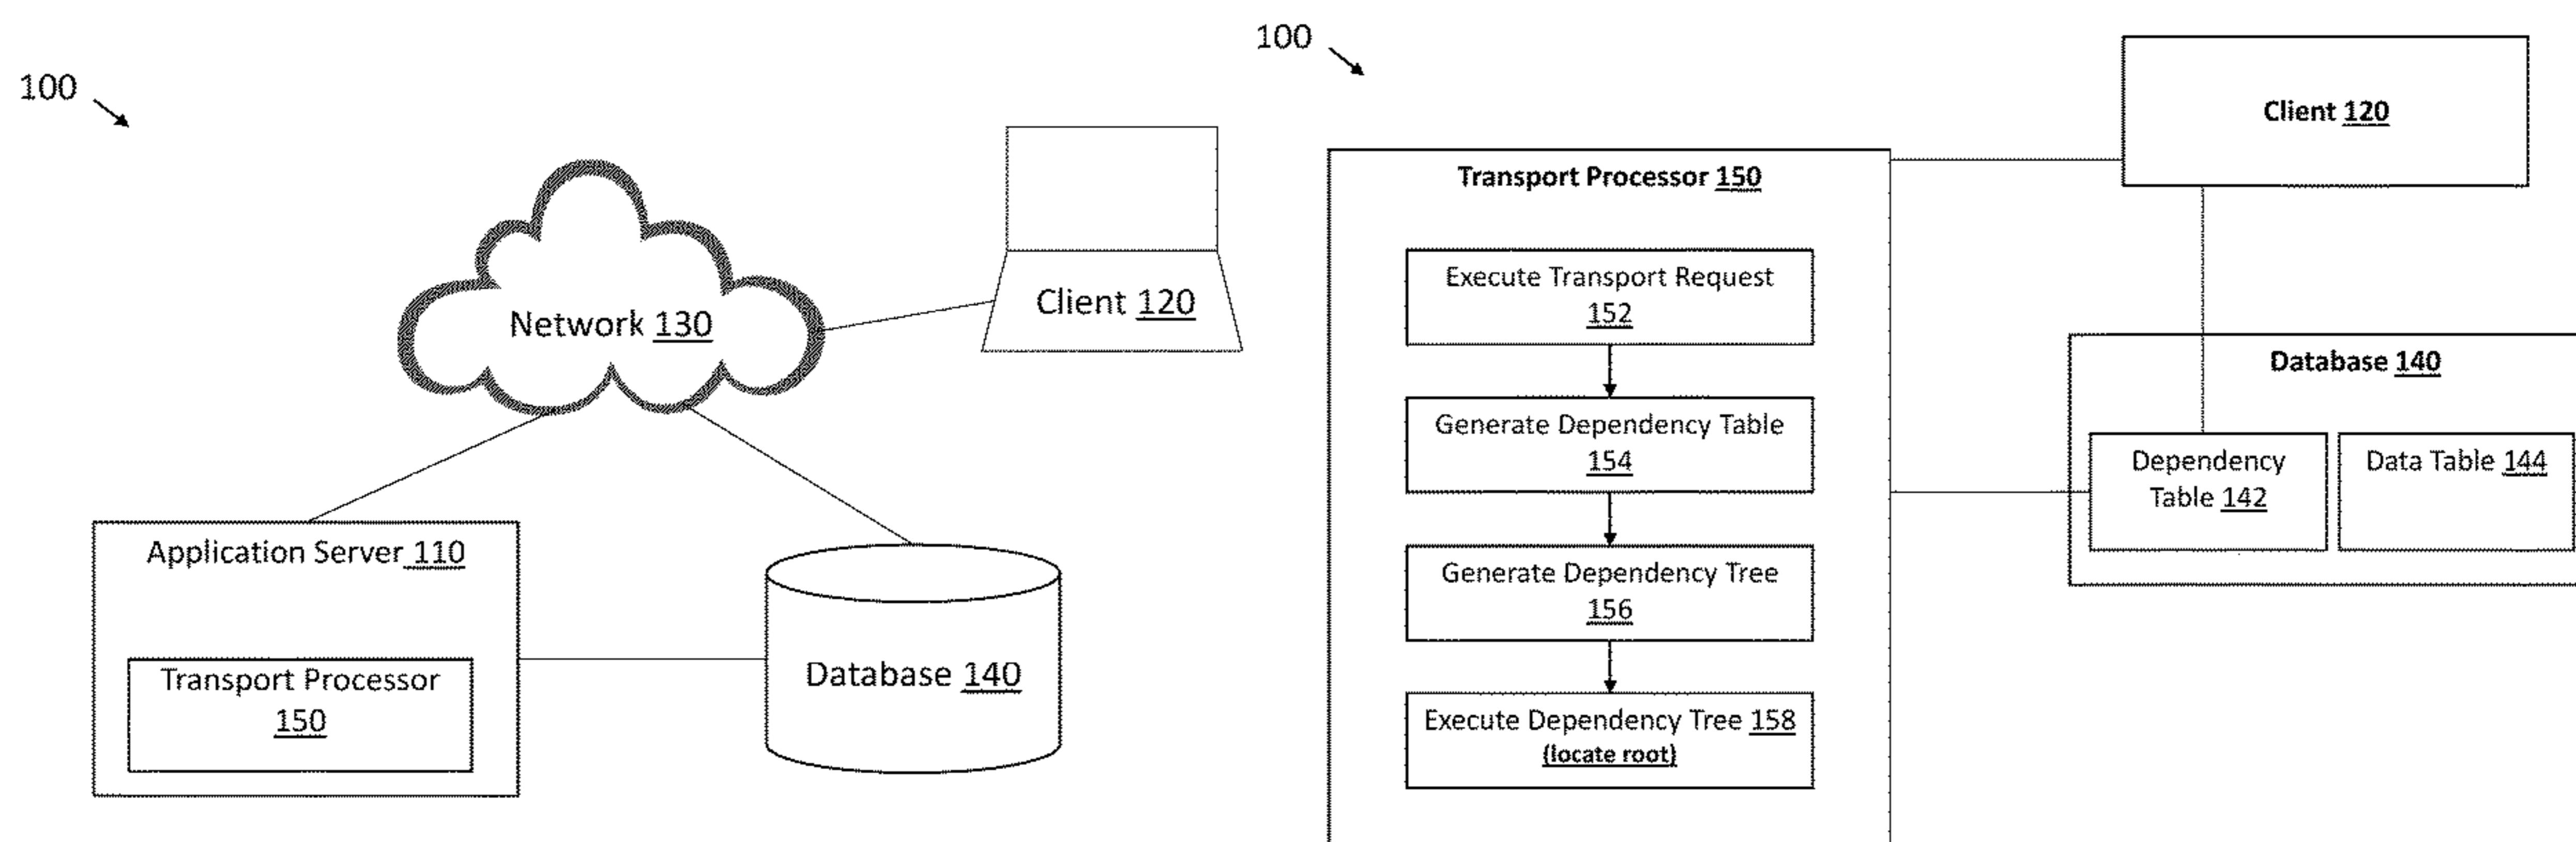 100
Network 130
Client 120
Application Server 110
Transport Processor
150
Database 140
100
Client 120
Transport Processor 150
Execute Transport Request
152
Generate Dependency Table
154
Generate Dependency Tree
156
Execute Dependency Tree 158
(locate root)
Database 140
Dependency
Table 142
Data Table 144